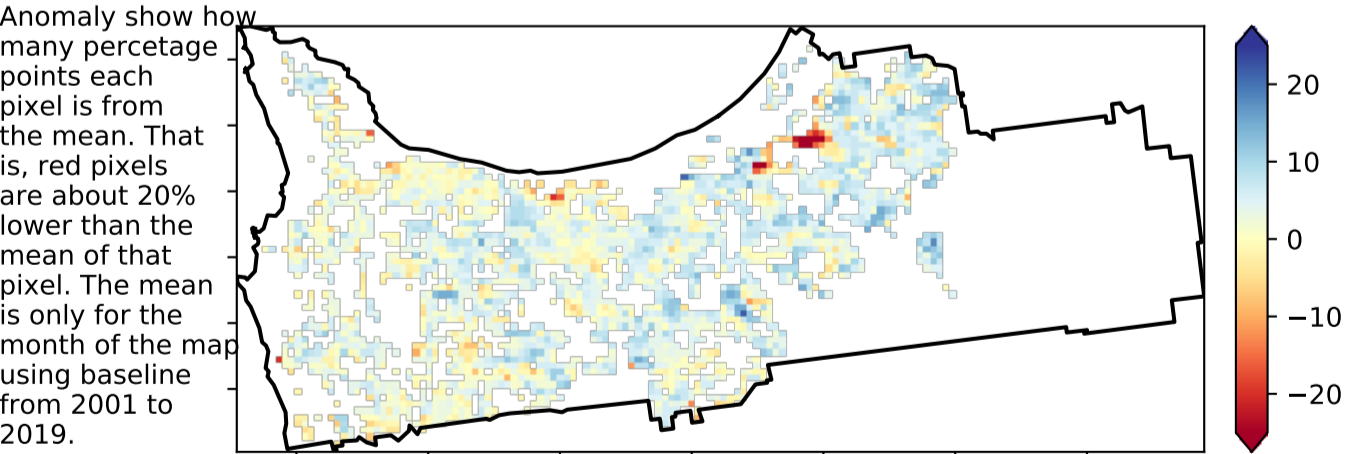 Anomaly show how
many percetage
points each
pixel is from
the mean. That
is, red pixels
are about 20%
lower than the
mean of that
pixel. The mean
is only for the
month of the map
using baseline
from 2001 to
2019.
20
10
0
−10
−20